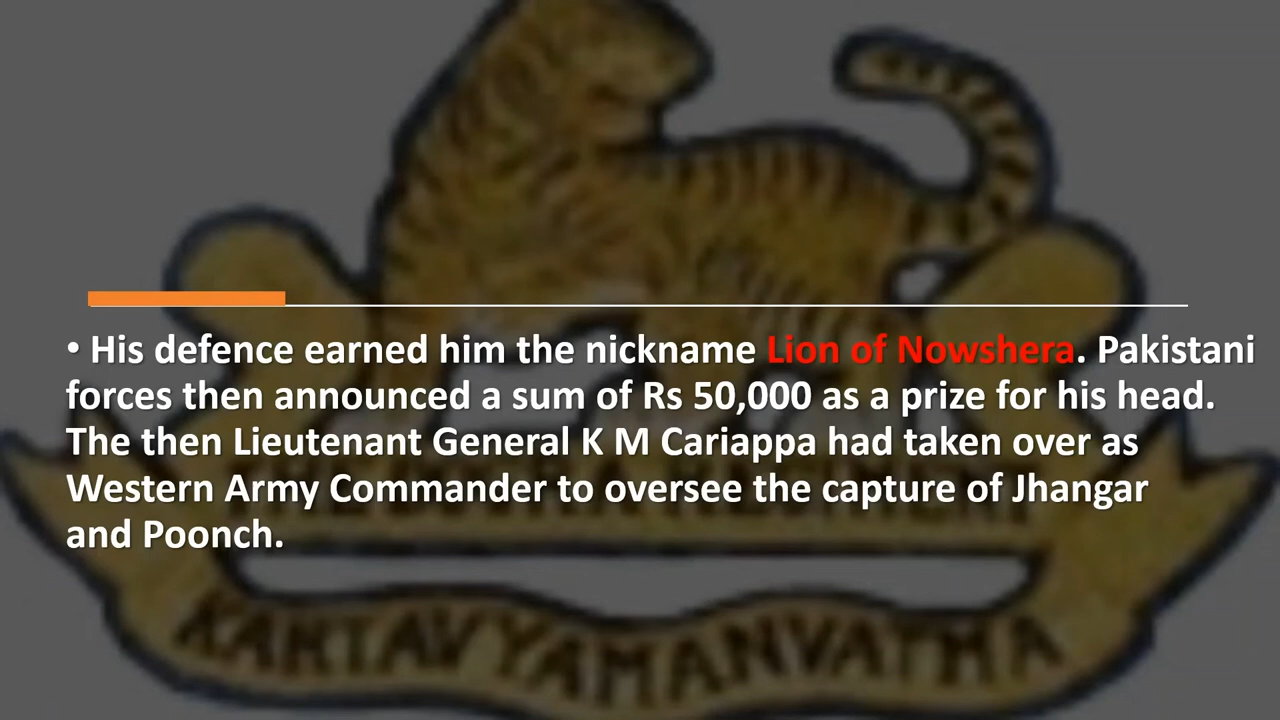 • His defence earned him the nickname Lion of Nowshera. Pakistani
forces then announced a sum of Rs 50,000 as a prize for his head.
The then Lieutenant General K M Cariappa had taken over as
Western Army Commander to oversee the capture of Jhangar
and Poonch.
KARTAVYAMANVATMA